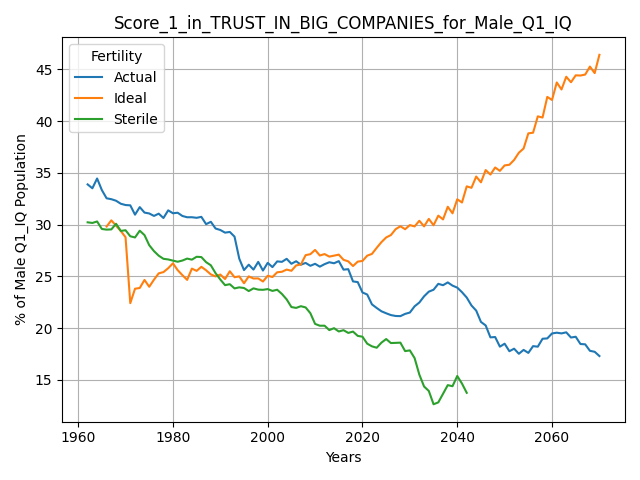 Score_1_in_TRUST_IN_BIG_COMPANIES_for_Male_Q1_IQ
Fertility
Actual
Ideal
Sterile
% of Male Q1_IQ Population
45
40
35
30
25
20
15
1960
1980
2000
2020
2040
2060
Years